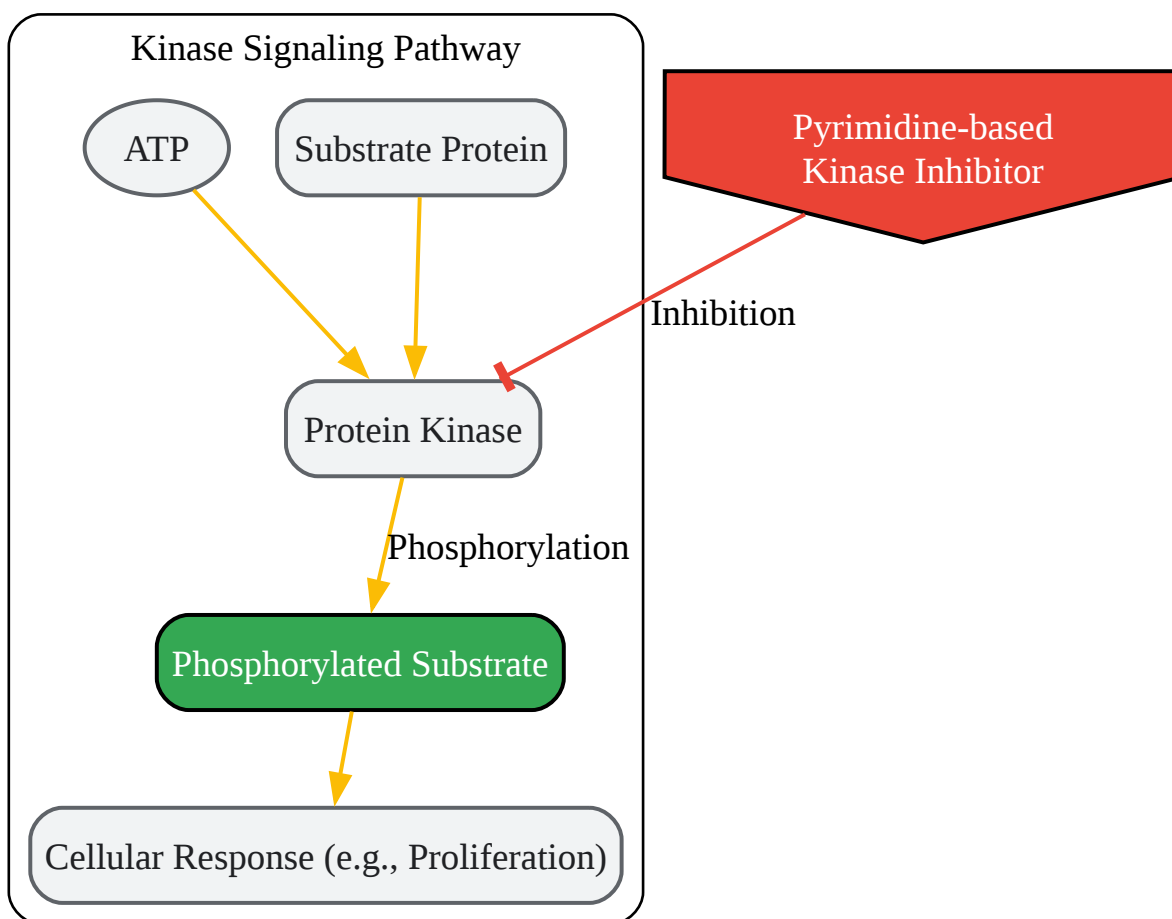 Kinase Signaling Pathway
ATP
Substrate Protein
Pyrimidine-based
Kinase Inhibitor
Inhibition
Protein Kinase
Phosphorylation
Phosphorylated Substrate
Cellular Response (e.g., Proliferation)